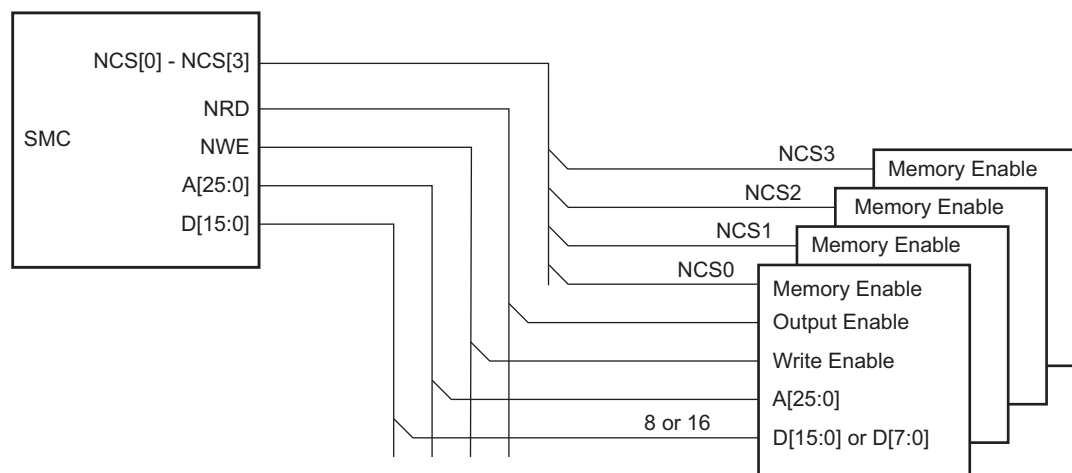 NCS[0] - NCS[3]
NRD
SMC
NWE
A[25:0]
D[15:0]
NCS3
Memory Enable
NCS2
Memory Enable
NCS1
Memory Enable
NCS0
Memory Enable
Output Enable
Write Enable
A[25:0]
8 or 16
D[15:0] or D[7:0]